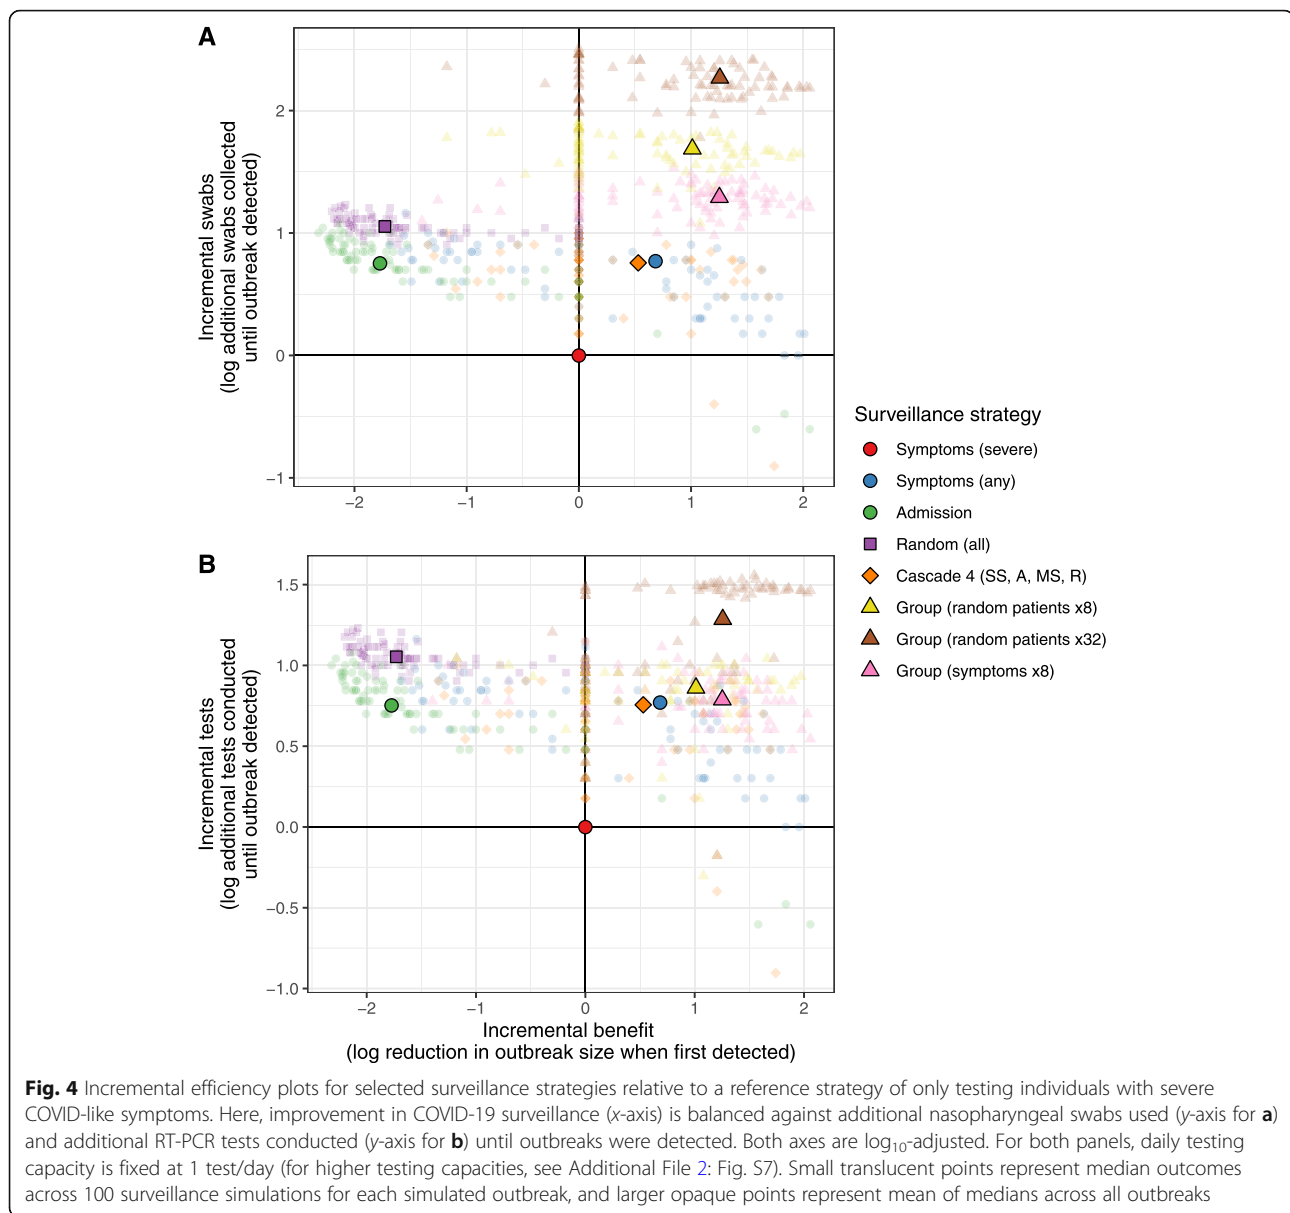 A
Incremental swabs
(log additional swabs collected
until outbreak detected)
2
1
0
−1
−2
−1
0
1
2
Surveillance strategy
Symptoms (severe)
Symptoms (any)
Admission
Random (all)
Cascade 4 (SS, A, MS, R)
Group (random patients x8)
Group (random patients x32)
Group (symptoms x8)
B
Incremental tests
(log additional tests conducted
until outbreak detected)
1.5
1.0
0.5
0.0
−0.5
−1.0
−2
−1
0
1
2
Incremental benefit
(log reduction in outbreak size when first detected)
Fig. 4 Incremental efficiency plots for selected surveillance strategies relative to a reference strategy of only testing individuals with severe
COVID-like symptoms. Here, improvement in COVID-19 surveillance (x-axis) is balanced against additional nasopharyngeal swabs used (y-axis for a)
and additional RT-PCR tests conducted (y-axis for b) until outbreaks were detected. Both axes are log10-adjusted. For both panels, daily testing
capacity is fixed at 1 test/day (for higher testing capacities, see Additional File 2: Fig. S7). Small translucent points represent median outcomes
across 100 surveillance simulations for each simulated outbreak, and larger opaque points represent mean of medians across all outbreaks